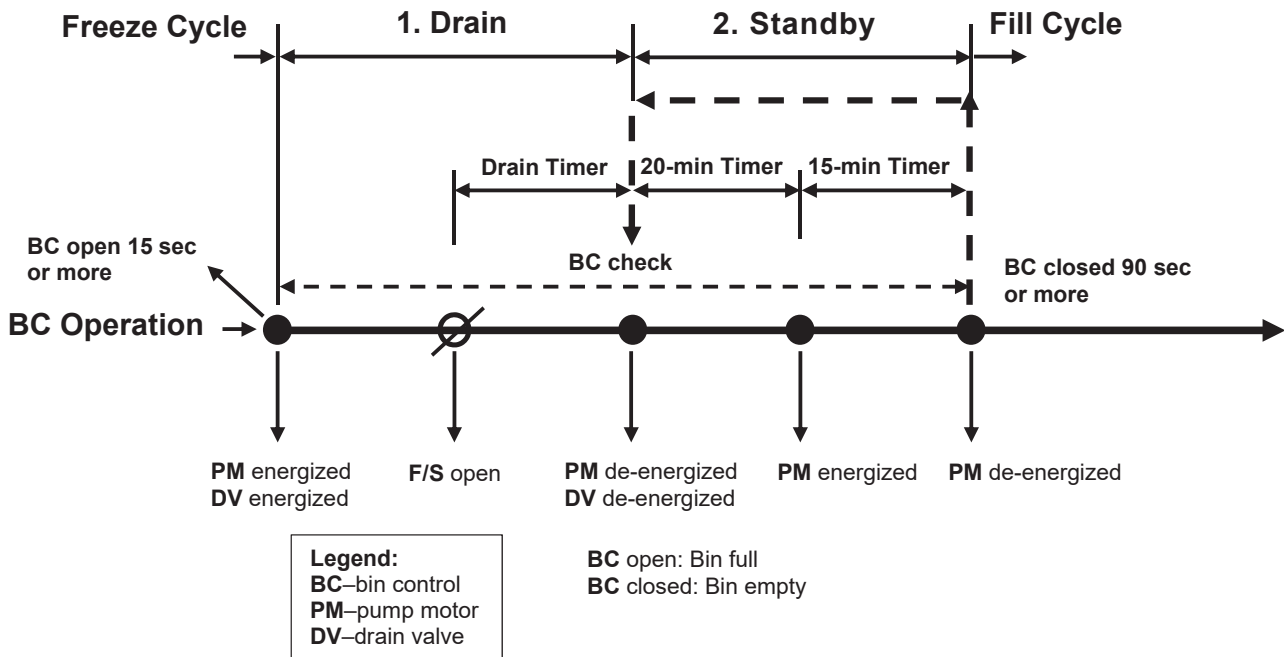 Freeze Cycle
1. Drain
2. Standby
Fill Cycle
Drain Timer
20-min Timer
15-min Timer
BC open 15 sec
or more
BC check
BC closed 90 sec
or more
BC Operation
PM energized
DV energized
F/S open
PM de-energized
DV de-energized
PM energized
PM de-energized
Legend:
BC–bin control
PM–pump motor
DV–drain valve
BC open: Bin full
BC closed: Bin empty